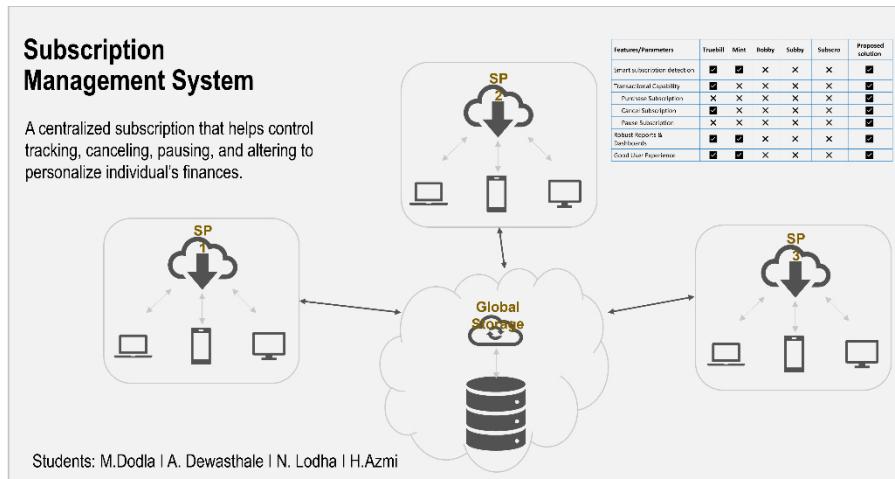 Subscription
Management System
A centralized subscription that helps control
tracking, canceling, pausing, and altering to
personalize individual's finances.
Features/Parameters Truebill Mint Bobby Subby Subscro Proposed solution
Smart subscription detection
Transactional Capability
Purchase Subscription
Cancel Subscription
Pause Subscription
Robust Reports &
Dashboards
Good User Experience
SP
2
SP
1
SP
3
Global
Storage
Students: M.Dodla I A. Dewasthale I N. Lodha I H.Azmi